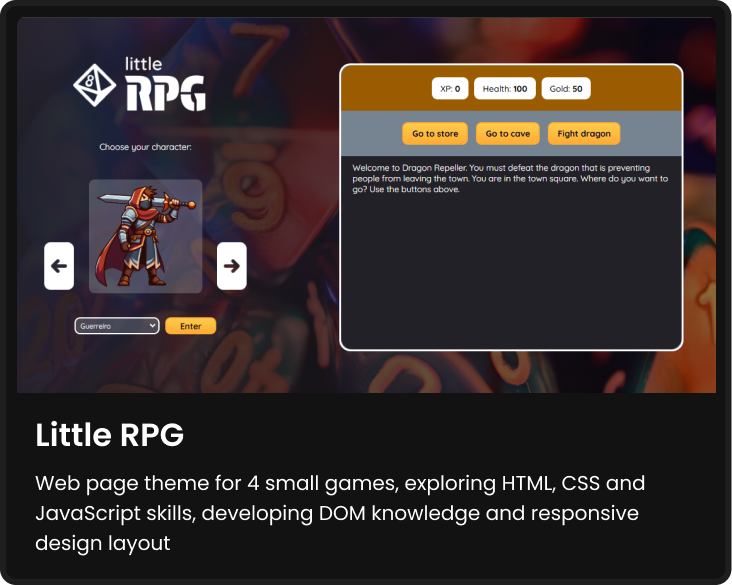 little
RPG
8
Choose your character:
Guerreiro
Enter
XP: 0
Health: 100
Gold: 50
Go to store
Go to cave
Fight dragon
Welcome to Dragon Repeller. You must defeat the dragon that is preventing
people from leaving the town. You are in the town square. Where do you want to
go? Use the buttons above.
7
9
Little RPG
Web page theme for 4 small games, exploring HTML, CSS and
JavaScript skills, developing DOM knowledge and responsive
design layout